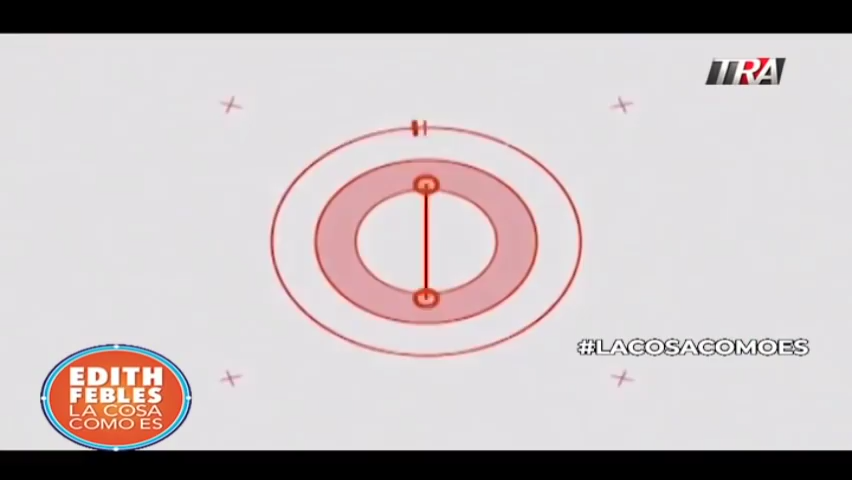 TRA
#LACOSACOMOES
EDITH
FEBLES
LA COSA
COMO ES